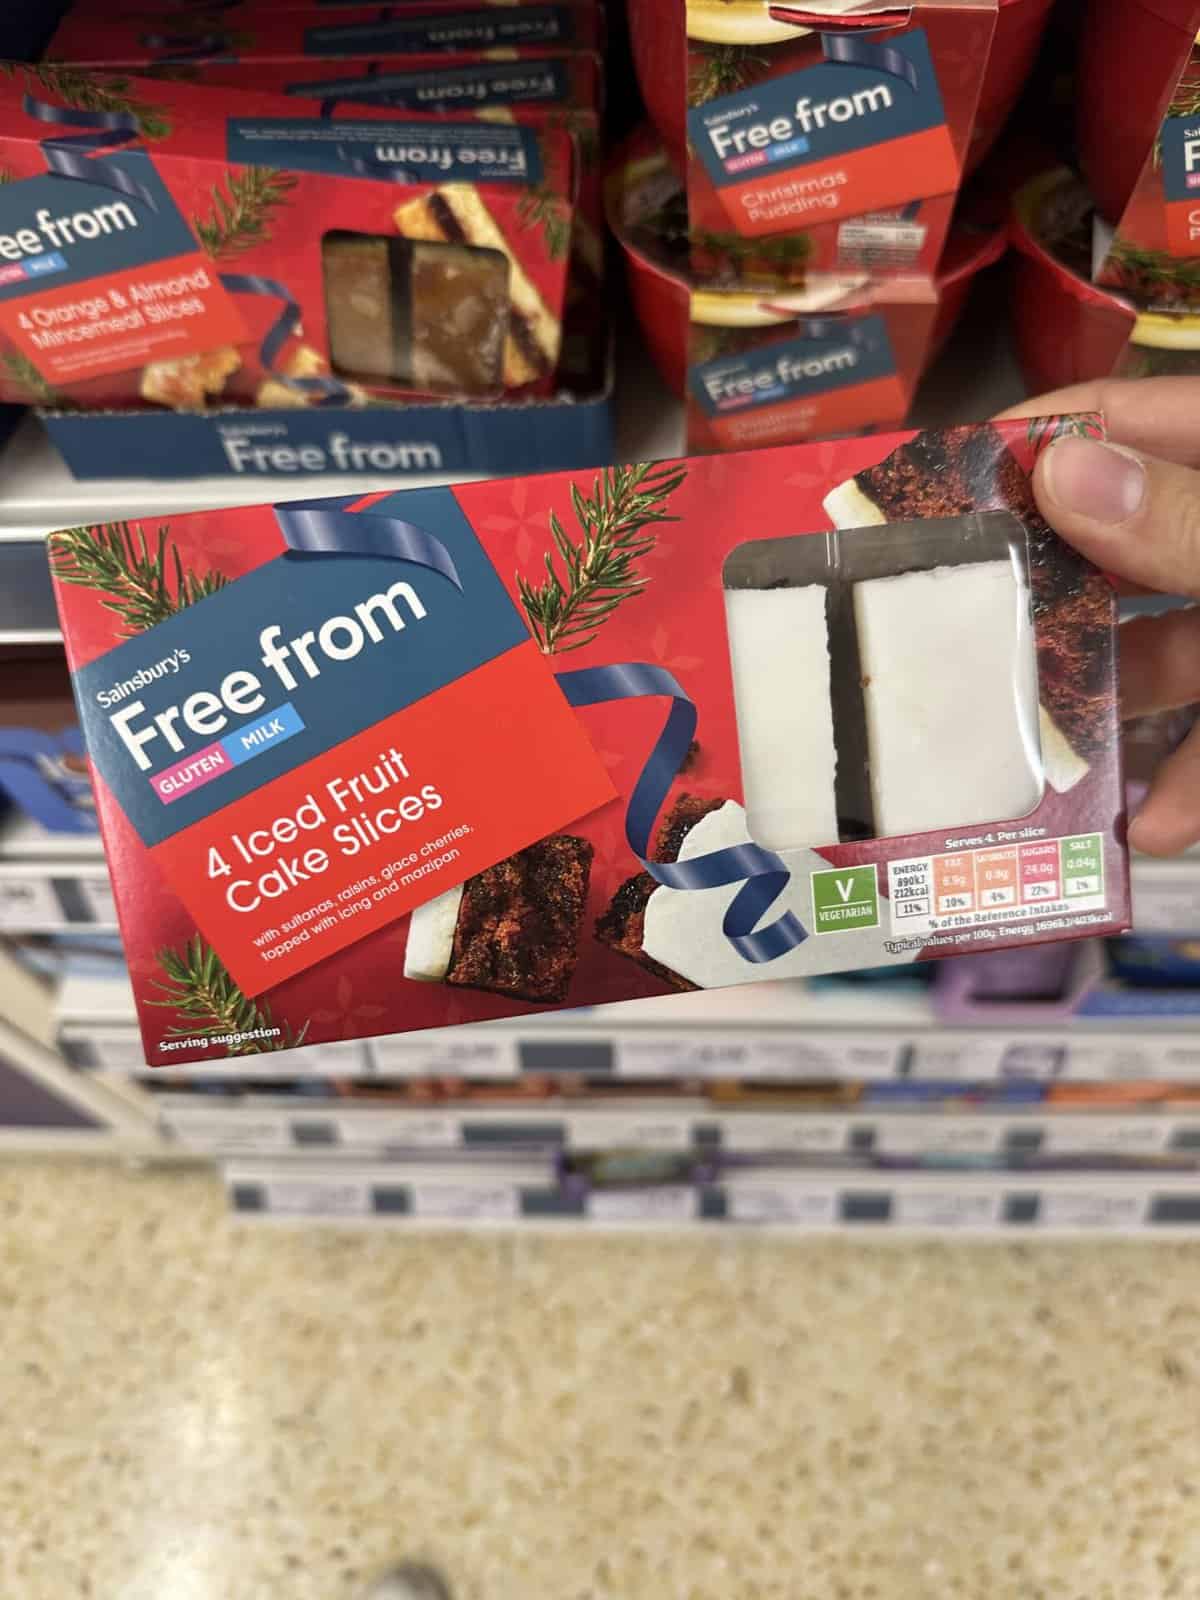 Free from
Free from
Free from
ee from
MILK
4 Orange & Almond
Mincemeat Slices
Sainsbury's
Free from
Sainsbury's
Free from
GLUTEN MILK
Christmas
Pudding
Free from
Sainsbury's
Free from
GLUTEN MILK
4 Iced Fruit
Cake Slices
with sultanas, raisins, glace cherries,
topped with icing and marzipan
Serving suggestion
V
VEGETARIAN
Serves 4. Per slice
ENERGY
890kJ
212kcal
11%
FAT
6.9g
10%
SATURATES
0.8g
4%
SUGARS
24.0g
27%
SALT
0.04g
1%
% of the Reference Intakes
Typical values per 100g: Energy 1696kJ/403kcal